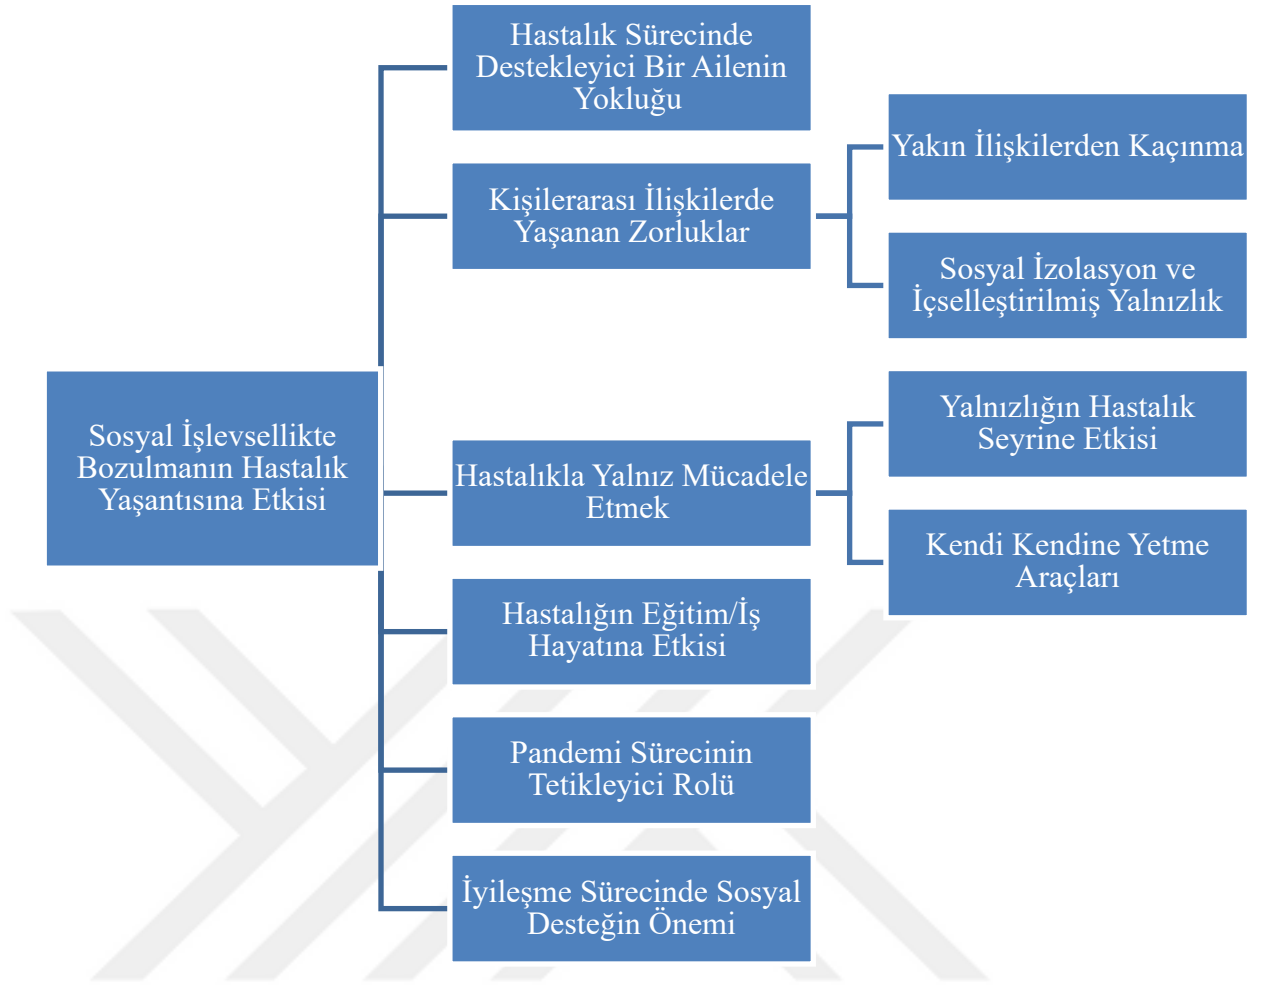 Hastalık Sürecinde
Destekleyici Bir Ailenin
Yokluğu
Kişilerarası İlişkilerde
Yaşanan Zorluklar
Yakın İlişkilerden Kaçınma
Sosyal İzolasyon ve
İçselleştirilmiş Yalnızlık
Sosyal İşlevsellikte
Bozulmanın Hastalık
Yaşantısına Etkisi
Hastalıkla Yalnız Mücadele
Etmek
Yalnızlığın Hastalık
Seyrine Etkisi
Kendi Kendine Yetme
Araçları
Hastalığın Eğitim/İş
Hayatına Etkisi
Pandemi Sürecinin
Tetikleyici Rolü
İyileşme Sürecinde Sosyal
Desteğin Önemi